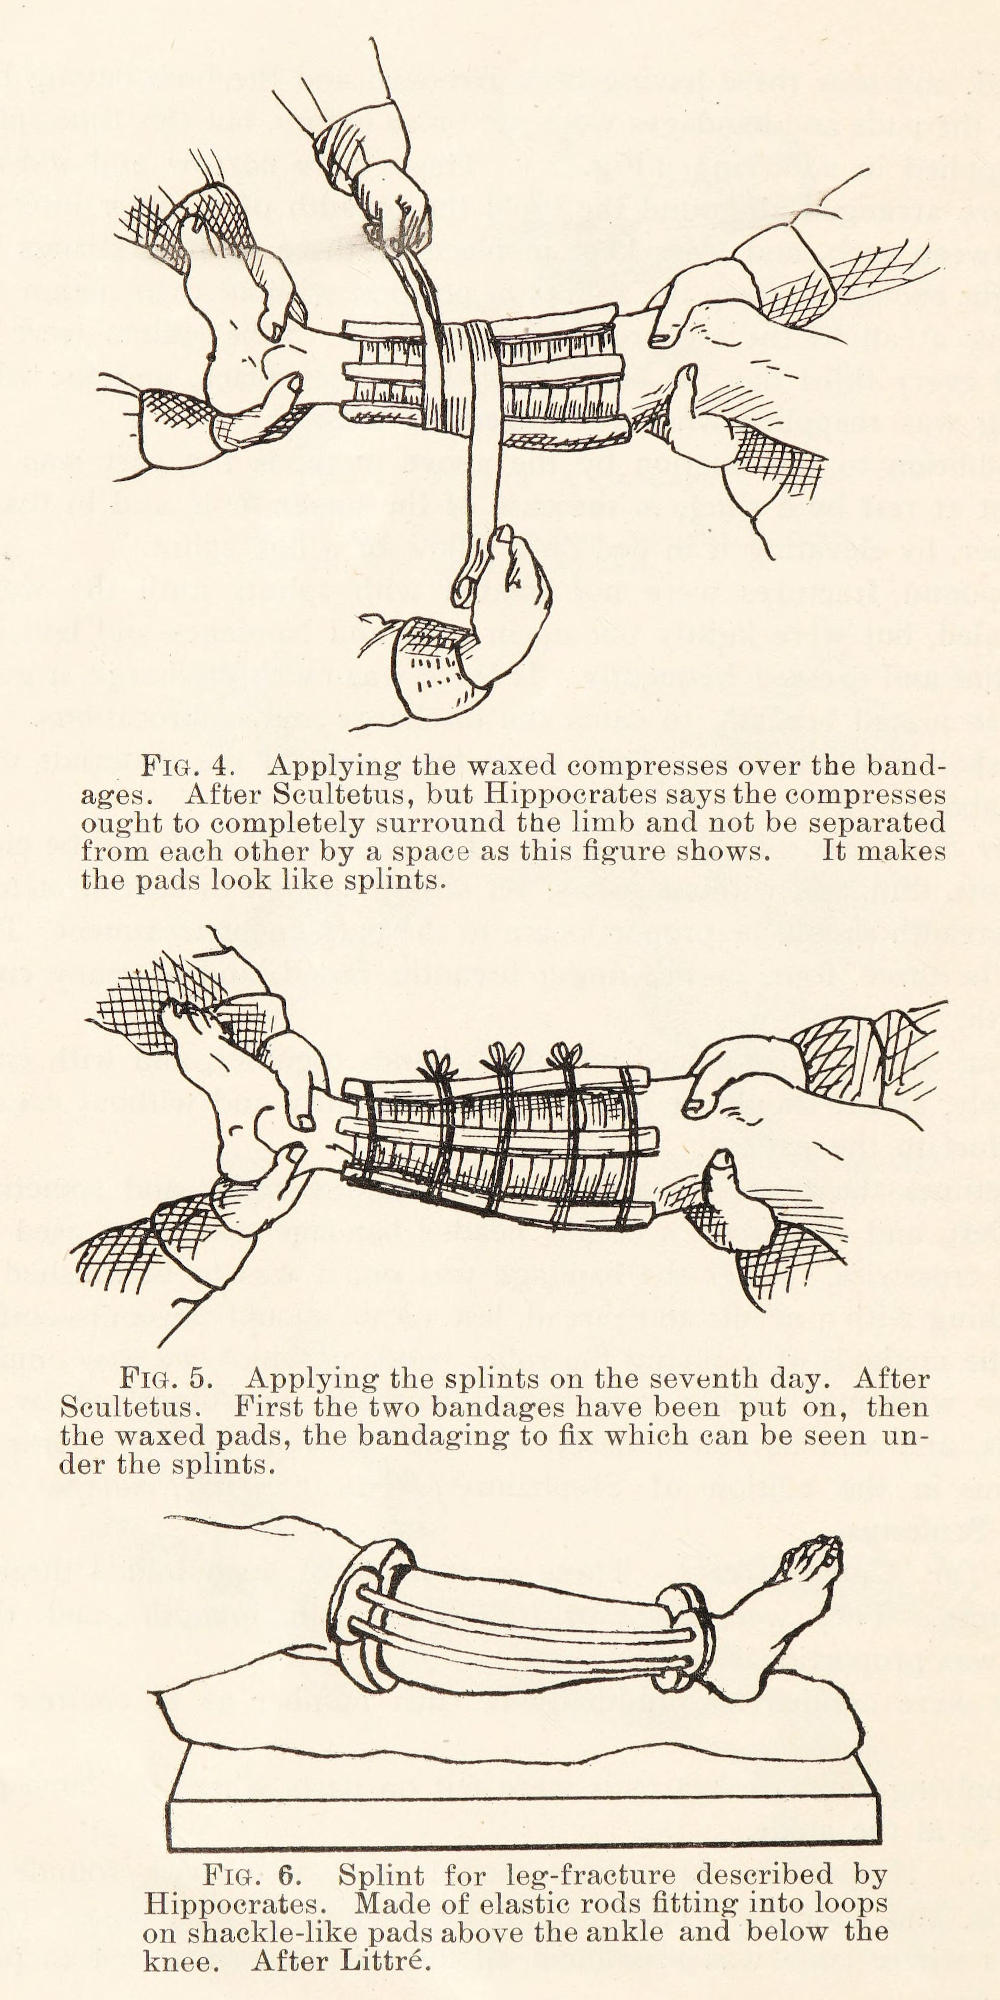 FIG. 4. Applying the waxed compresses over the band-
ages. After Scultetus, but Hippocrates says the compresses
ought to completely surround the limb and not be separated
from each other by a space as this figure shows. It makes
the pads look like splints.
FIG. 5. Applying the splints on the seventh day. After
Scultetus. First the two bandages have been put on, then
the waxed pads, the bandaging to fix which can be seen un-
der the splints.
FIG. 6. Splint for leg-fracture described by
Hippocrates. Made of elastic rods fitting into loops
on shackle-like pads above the ankle and below the
knee. After Littré.